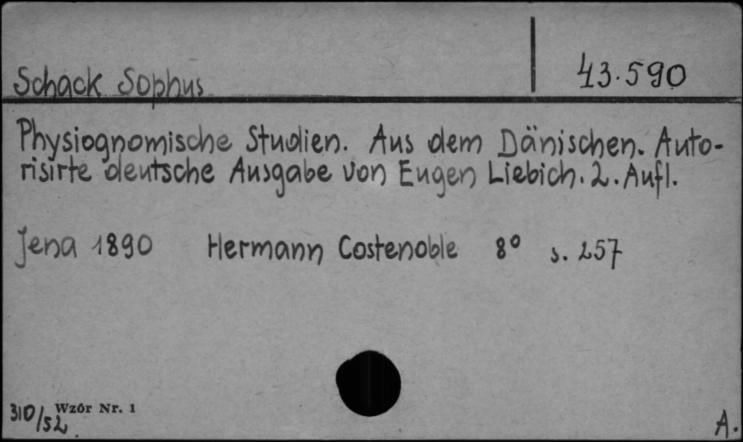 Schack Sophus
43.590
Physiognomische Studien. Aus dem Dänischen. Auto-
risirte deutsche Ausgabe von Eugen Liebich. 2. Aufl.
Jena 1890 Hermann Costenoble 8° s. 257
310/52 Wzór Nr. 1
A.